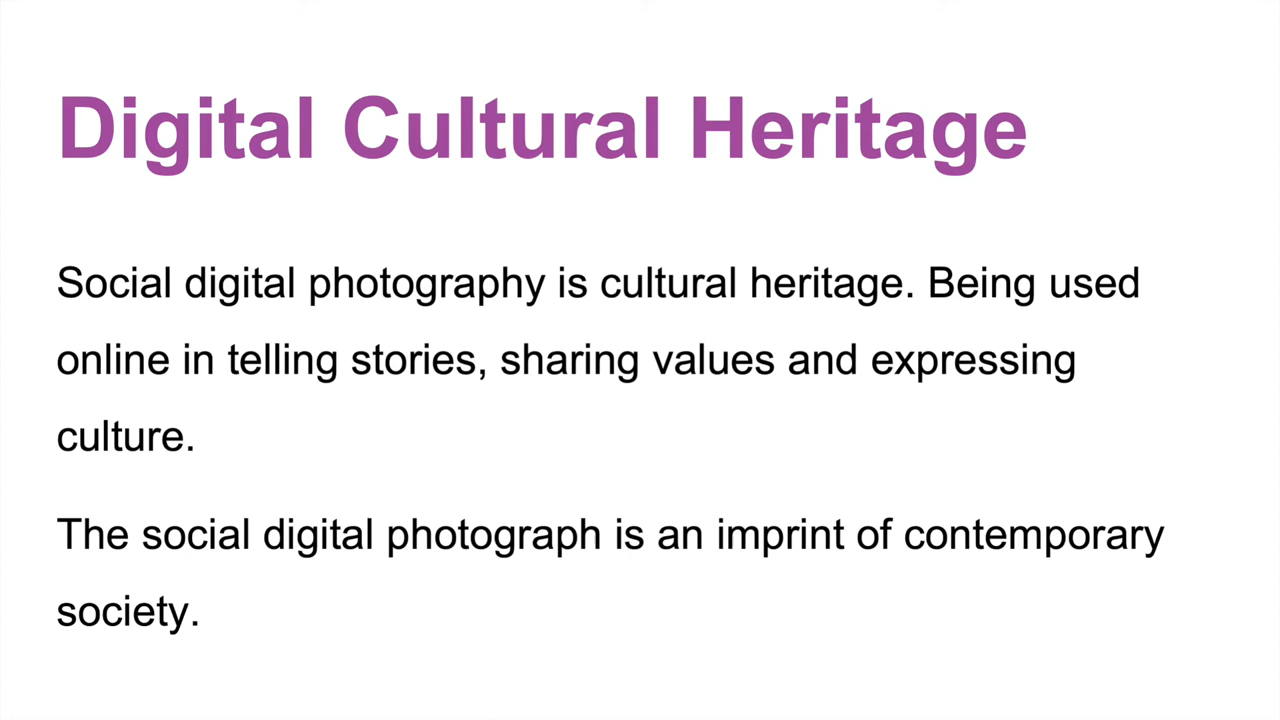 Digital Cultural Heritage
Social digital photography is cultural heritage. Being used
online in telling stories, sharing values and expressing
culture.
The social digital photograph is an imprint of contemporary
society.